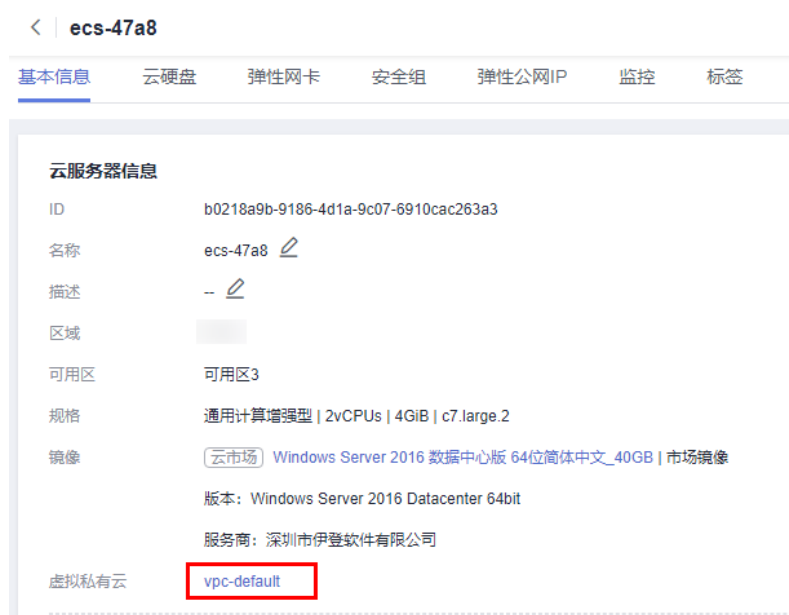 ecs-47a8
基本信息 云硬盘 弹性网卡 安全组 弹性公网IP 监控 标签
云服务器信息
ID b0218a9b-9186-4d1a-9c07-6910cac263a3
名称 ecs-47a8
描述 --
区域
可用区 可用区3
规格 通用计算增强型 | 2vCPUs | 4GiB | c7.large.2
镜像 云市场 Windows Server 2016 数据中心版 64位简体中文_40GB | 市场镜像
版本：Windows Server 2016 Datacenter 64bit
服务商：深圳市伊登软件有限公司
虚拟私有云 vpc-default